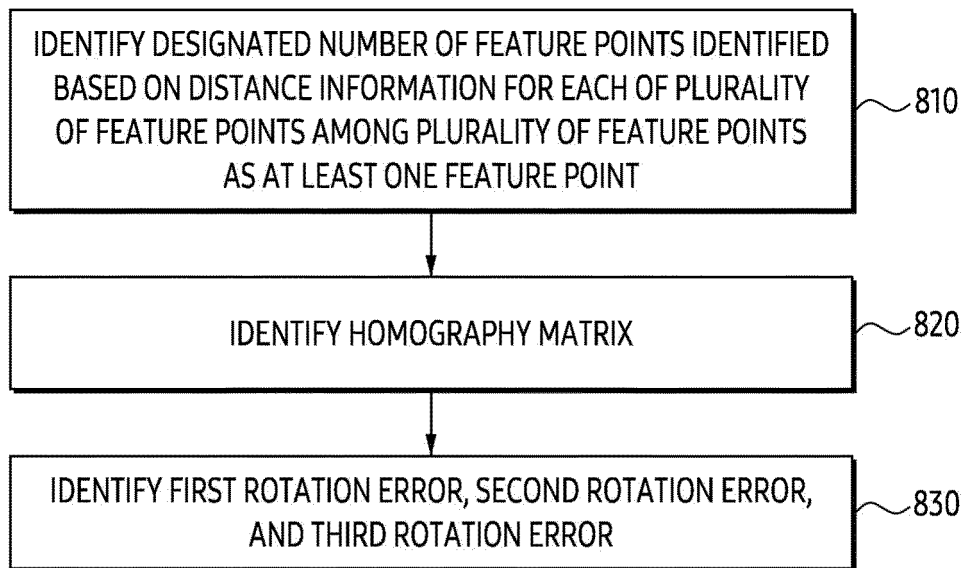 IDENTIFY DESIGNATED NUMBER OF FEATURE POINTS IDENTIFIED
BASED ON DISTANCE INFORMATION FOR EACH OF PLURALITY
OF FEATURE POINTS AMONG PLURALITY OF FEATURE POINTS
AS AT LEAST ONE FEATURE POINT
810
IDENTIFY HOMOGRAPHY MATRIX
820
IDENTIFY FIRST ROTATION ERROR, SECOND ROTATION ERROR,
AND THIRD ROTATION ERROR
830